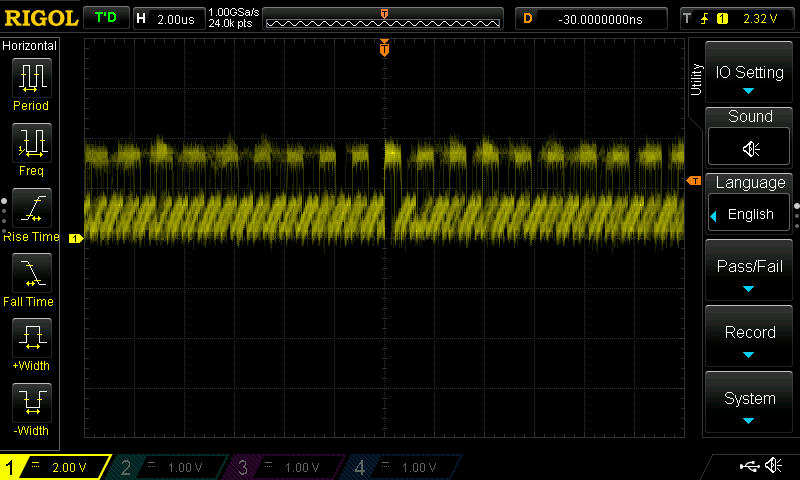 RIGOL T'D H 2.00us 1.00GSa/s 24.0k pts T D -30.0000000ns T 1 2.32 V
Horizontal
Period
Freq
Rise Time
Fall Time
+Width
-Width
T
T
1
Utility
IO Setting
Sound
Language
English
Pass/Fail
Record
System
1 2.00 V 2 1.00 V 3 1.00 V 4 1.00 V